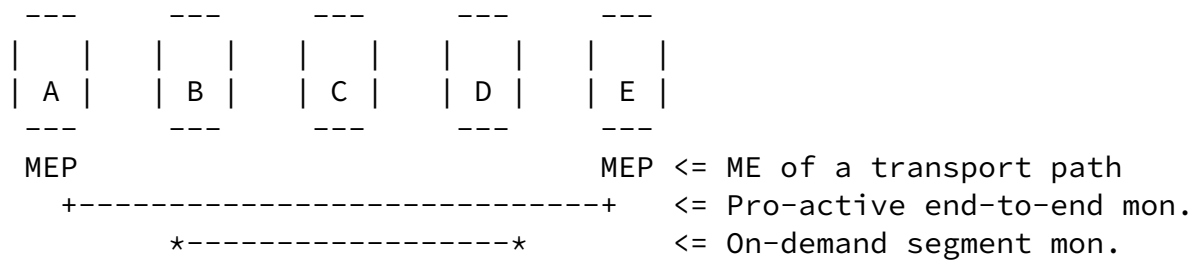 ---     ---     ---     ---     ---
|   |   |   |   |   |   |   |   |   |
| A |   | B |   | C |   | D |   | E |
 ---     ---     ---     ---     ---
 MEP                             MEP <= ME of a transport path
   +-----------------------------+   <= Pro-active end-to-end mon.
         *-------------------*        <= On-demand segment mon.